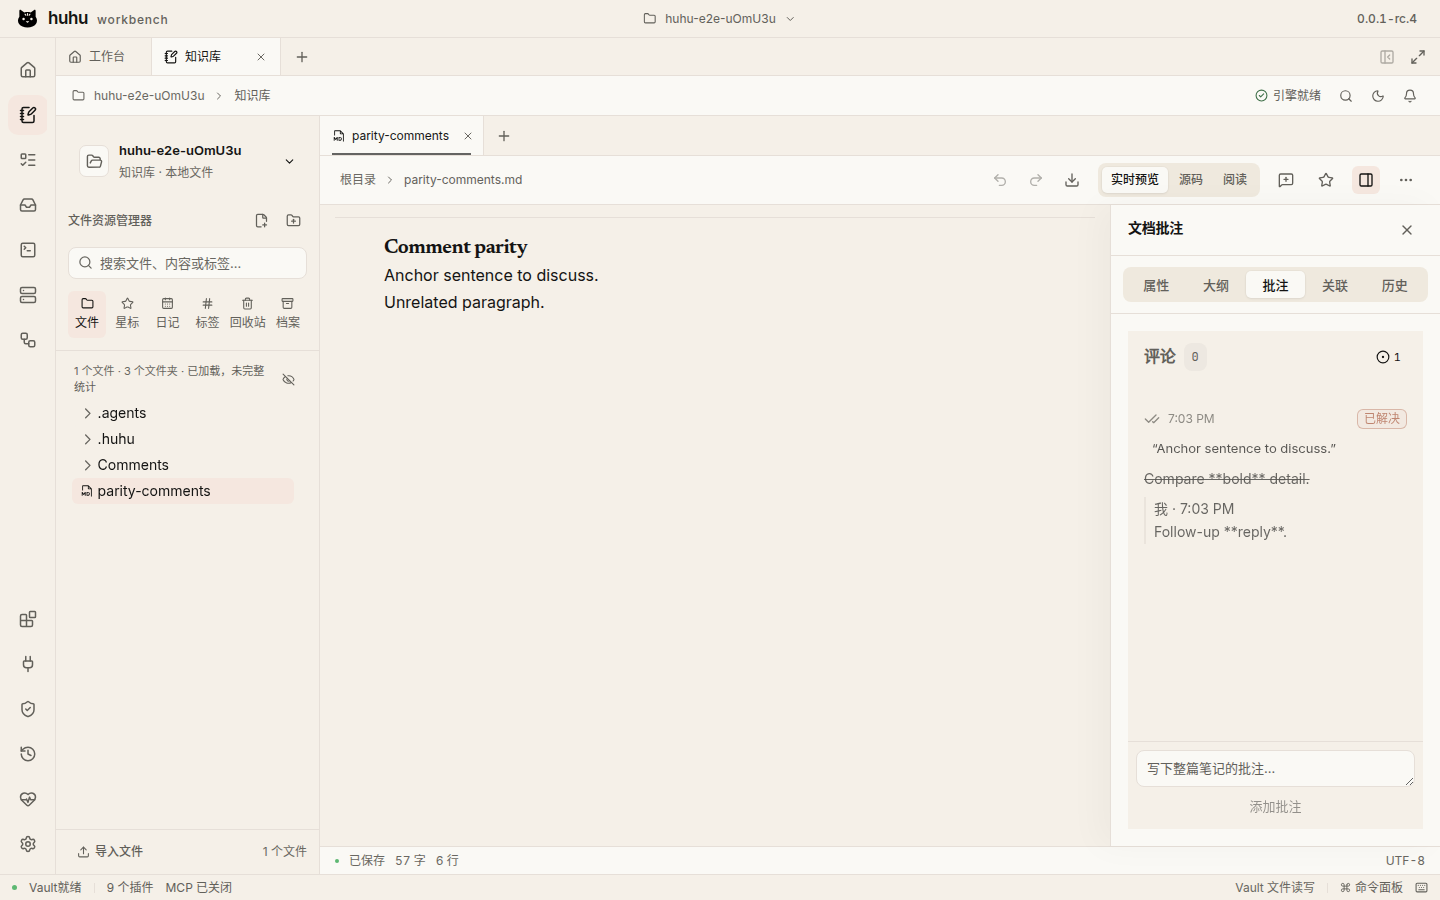 huhu workbench
huhu-e2e-uOmU3u
0.0.1-rc.4
工作台
知识库
huhu-e2e-uOmU3u
知识库
引擎就绪
huhu-e2e-uOmU3u
知识库 · 本地文件
parity-comments
根目录
parity-comments.md
实时预览
源码
阅读
文件资源管理器
搜索文件、内容或标签...
文件
星标
日记
标签
回收站
档案
1 个文件 · 3 个文件夹 · 已加载，未完整
统计
.agents
.huhu
Comments
parity-comments
导入文件
1 个文件
Comment parity
Anchor sentence to discuss.
Unrelated paragraph.
文档批注
属性
大纲
批注
关联
历史
评论 0
1
7:03 PM
已解决
“Anchor sentence to discuss.”
Compare **bold** detail.
我 · 7:03 PM
Follow-up **reply**.
写下整篇笔记的批注...
添加批注
已保存 57 字 6 行
UTF-8
Vault就绪
9 个插件
MCP 已关闭
Vault 文件读写
⌘ 命令面板